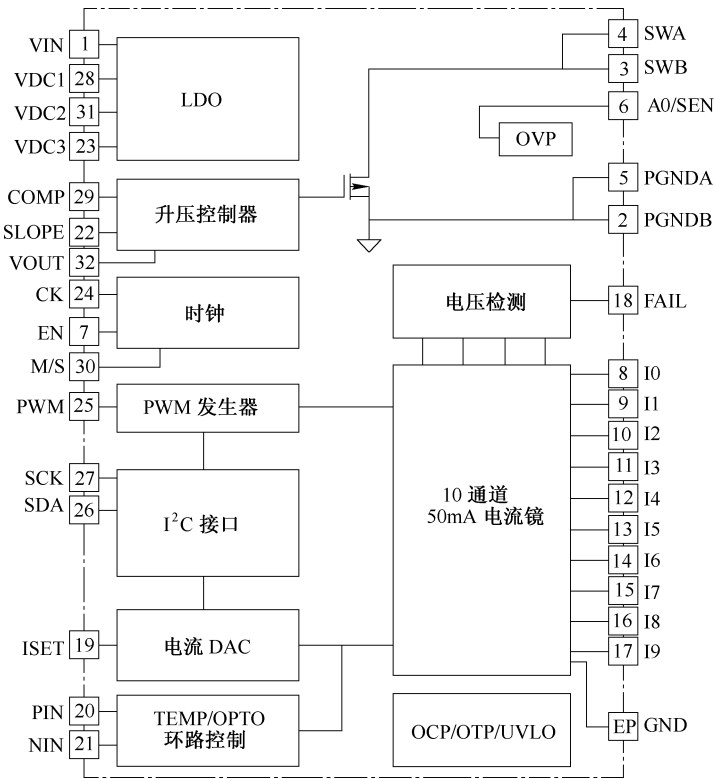 VIN 1
VDC1 28
VDC2 31
VDC3 23
LDO
COMP 29
SLOPE 22
VOUT 32
升压控制器
CK 24
EN 7
M/S 30
时钟
PWM 25
PWM 发生器
SCK 27
SDA 26
I²C 接口
ISET 19
电流 DAC
PIN 20
NIN 21
TEMP/OPTO
环路控制
4 SWA
3 SWB
6 A0/SEN
OVP
5 PGNDA
2 PGNDB
电压检测
18 FAIL
10 通道
50mA 电流镜
8 I0
9 I1
10 I2
11 I3
12 I4
13 I5
14 I6
15 I7
16 I8
17 I9
EP GND
OCP/OTP/UVLO